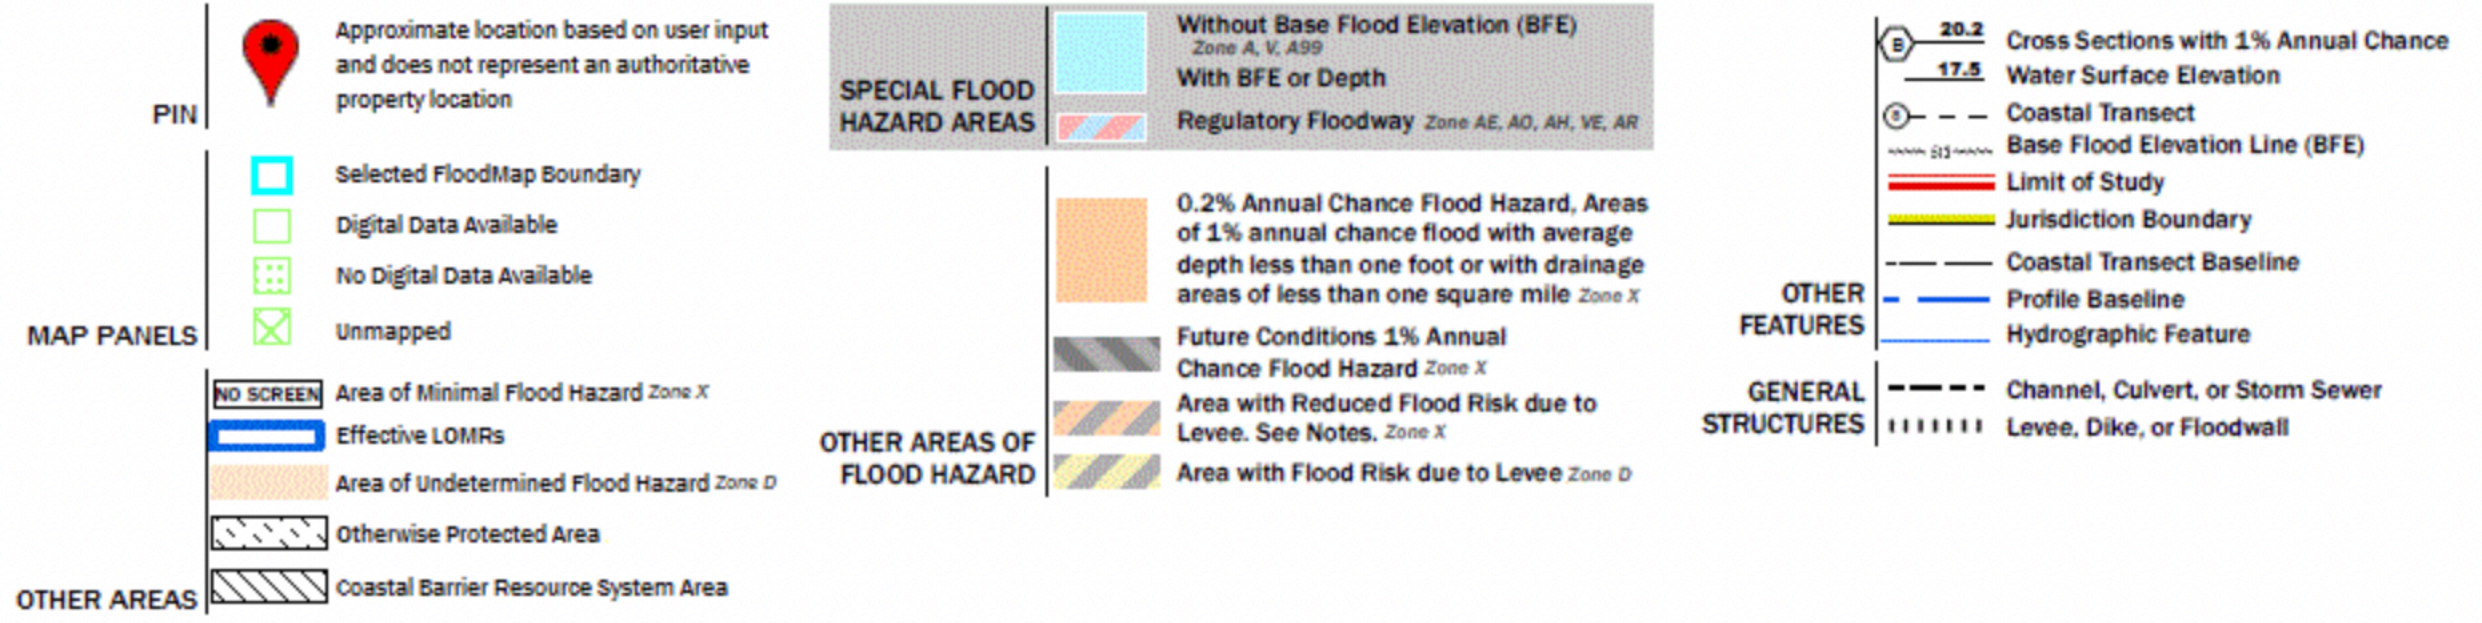 PIN
Approximate location based on user input
and does not represent an authoritative
property location
MAP PANELS
Selected FloodMap Boundary
Digital Data Available
No Digital Data Available
Unmapped
OTHER AREAS
NO SCREEN Area of Minimal Flood Hazard Zone X
Effective LOMRs
Area of Undetermined Flood Hazard Zone D
Otherwise Protected Area
Coastal Barrier Resource System Area
SPECIAL FLOOD
HAZARD AREAS
Without Base Flood Elevation (BFE)
Zone A, V, A99
With BFE or Depth
Regulatory Floodway Zone AE, AO, AH, VE, AR
OTHER AREAS OF
FLOOD HAZARD
0.2% Annual Chance Flood Hazard, Areas
of 1% annual chance flood with average
depth less than one foot or with drainage
areas of less than one square mile Zone X
Future Conditions 1% Annual
Chance Flood Hazard Zone X
Area with Reduced Flood Risk due to
Levee. See Notes. Zone X
Area with Flood Risk due to Levee Zone D
OTHER
FEATURES
B 20.2 Cross Sections with 1% Annual Chance
17.5 Water Surface Elevation
Coastal Transect
Base Flood Elevation Line (BFE)
Limit of Study
Jurisdiction Boundary
Coastal Transect Baseline
Profile Baseline
Hydrographic Feature
GENERAL
STRUCTURES
Channel, Culvert, or Storm Sewer
Levee, Dike, or Floodwall